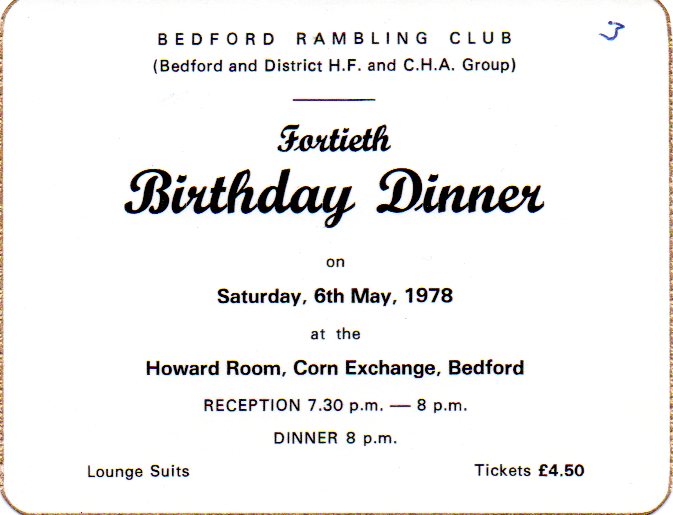 BEDFORD RAMBLING CLUB
(Bedford and District H.F. and C.H.A. Group)
Fortieth
Birthday Dinner
on
Saturday, 6th May, 1978
at the
Howard Room, Corn Exchange, Bedford
RECEPTION 7.30 p.m. — 8 p.m.
DINNER 8 p.m.
Lounge Suits Tickets £4.50